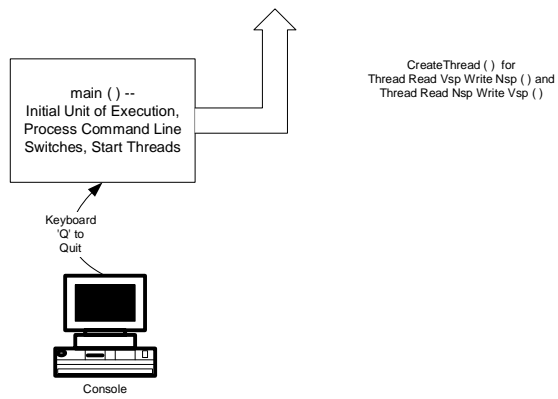 main ( ) --
Initial Unit of Execution,
Process Command Line
Switches, Start Threads
CreateThread ( ) for
Thread Read Vsp Write Nsp ( ) and
Thread Read Nsp Write Vsp ( )
Keyboard
'Q' to
Quit
Console